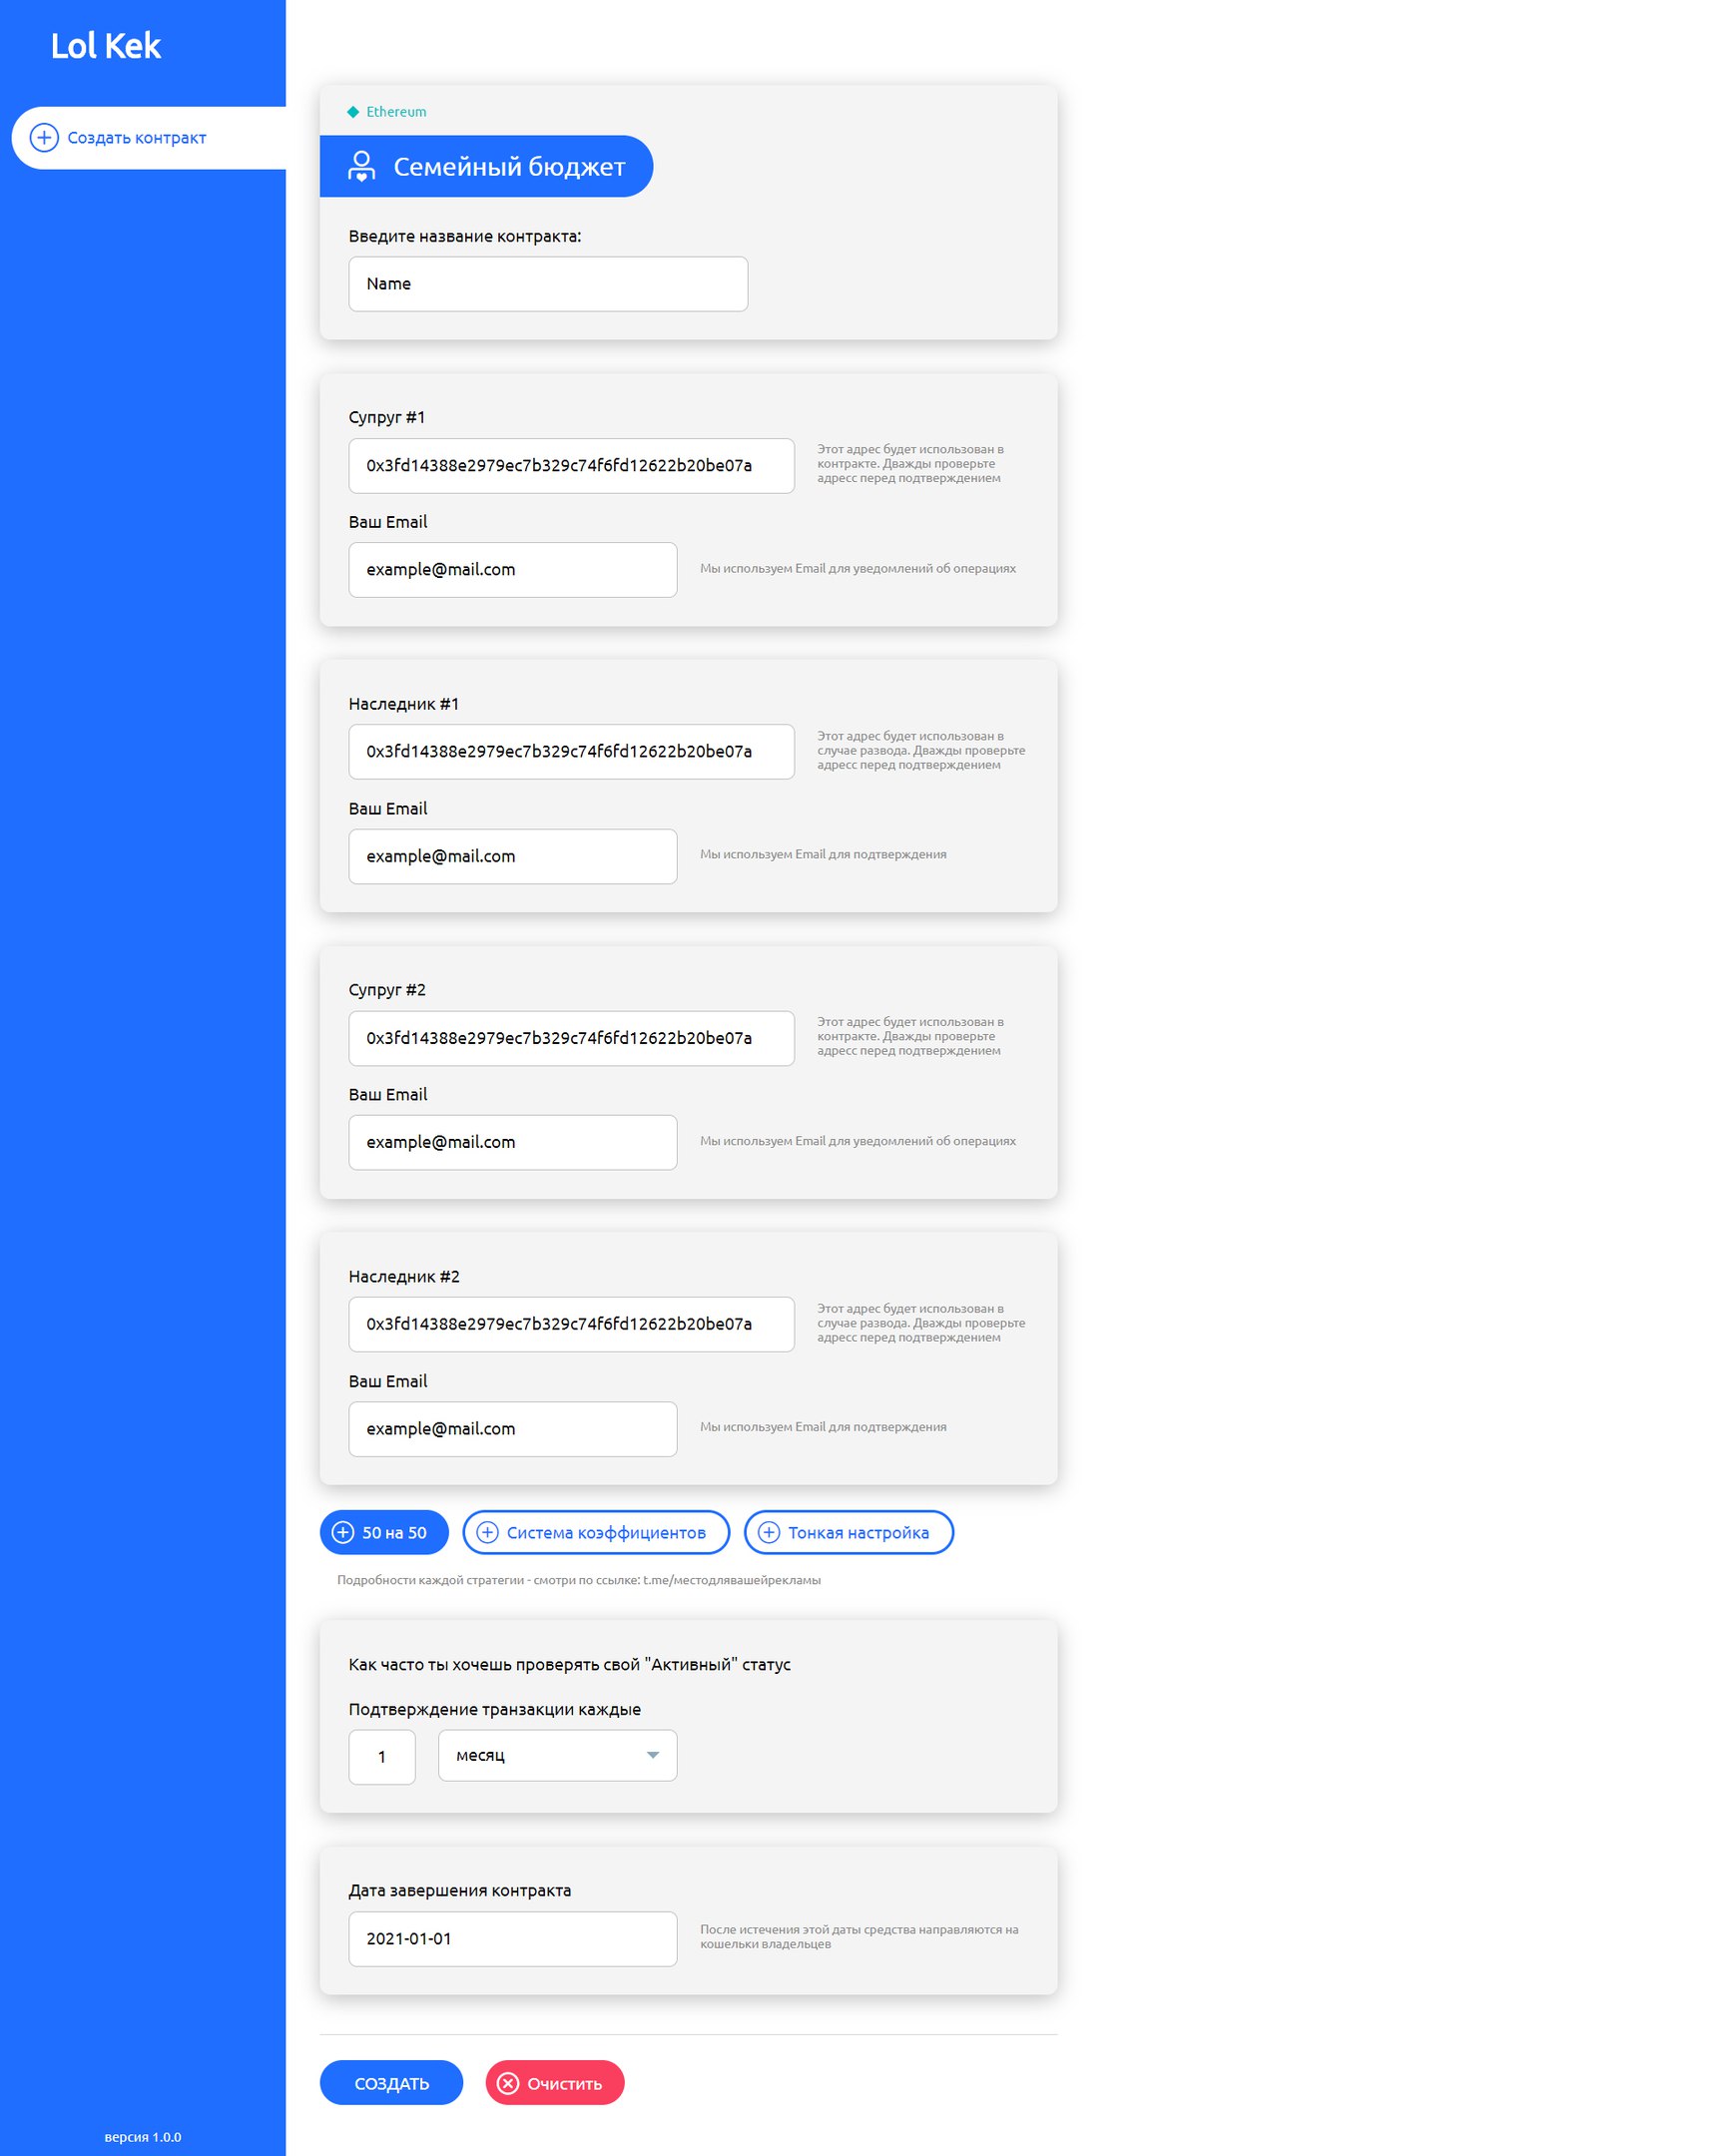 Lol Kek
Создать контракт
Ethereum
Семейный бюджет
Введите название контракта:
Name
Супруг #1
0x3fd14388e2979ec7b329c74f6fd12622b20be07a
Этот адрес будет использован в
контракте. Дважды проверьте
адресс перед подтверждением
Ваш Email
example@mail.com
Мы используем Email для уведомлений об операциях
Наследник #1
0x3fd14388e2979ec7b329c74f6fd12622b20be07a
Этот адрес будет использован в
случае развода. Дважды проверьте
адресс перед подтверждением
Ваш Email
example@mail.com
Мы используем Email для подтверждения
Супруг #2
0x3fd14388e2979ec7b329c74f6fd12622b20be07a
Этот адрес будет использован в
контракте. Дважды проверьте
адресс перед подтверждением
Ваш Email
example@mail.com
Мы используем Email для уведомлений об операциях
Наследник #2
0x3fd14388e2979ec7b329c74f6fd12622b20be07a
Этот адрес будет использован в
случае развода. Дважды проверьте
адресс перед подтверждением
Ваш Email
example@mail.com
Мы используем Email для подтверждения
50 на 50
Система коэффициентов
Тонкая настройка
Подробности каждой стратегии - смотри по ссылке: t.me/местодлявашейрекламы
Как часто ты хочешь проверять свой "Активный" статус
Подтверждение транзакции каждые
1
месяц
Дата завершения контракта
2021-01-01
После истечения этой даты средства направляются на
кошельки владельцев
СОЗДАТЬ
Очистить
версия 1.0.0